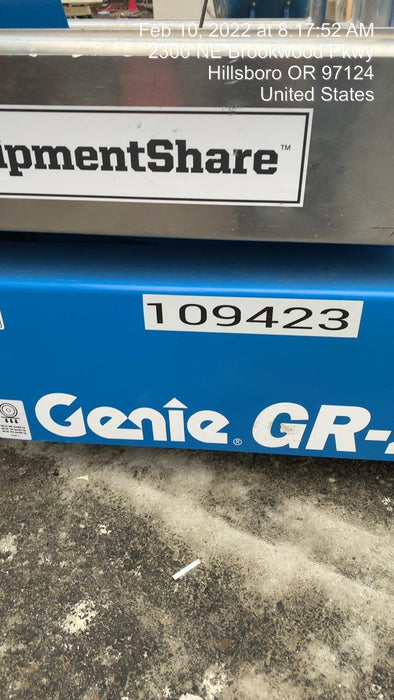 Feb 10, 2022 at 8:17:52 AM
2300 NE Brookwood Pkwy
Hillsboro OR 97124
United States
ipmentShare™
109423
Genie® GR-